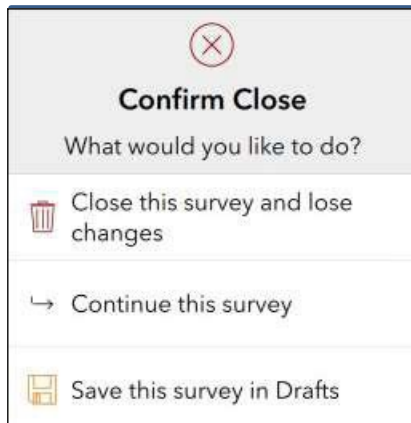 Confirm Close
What would you like to do?
Close this survey and lose
changes
Continue this survey
Save this survey in Drafts